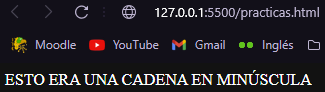 127.0.0.1:5500/practicas.html
Moodle YouTube Gmail Inglés
ESTO ERA UNA CADENA EN MINÚSCULA